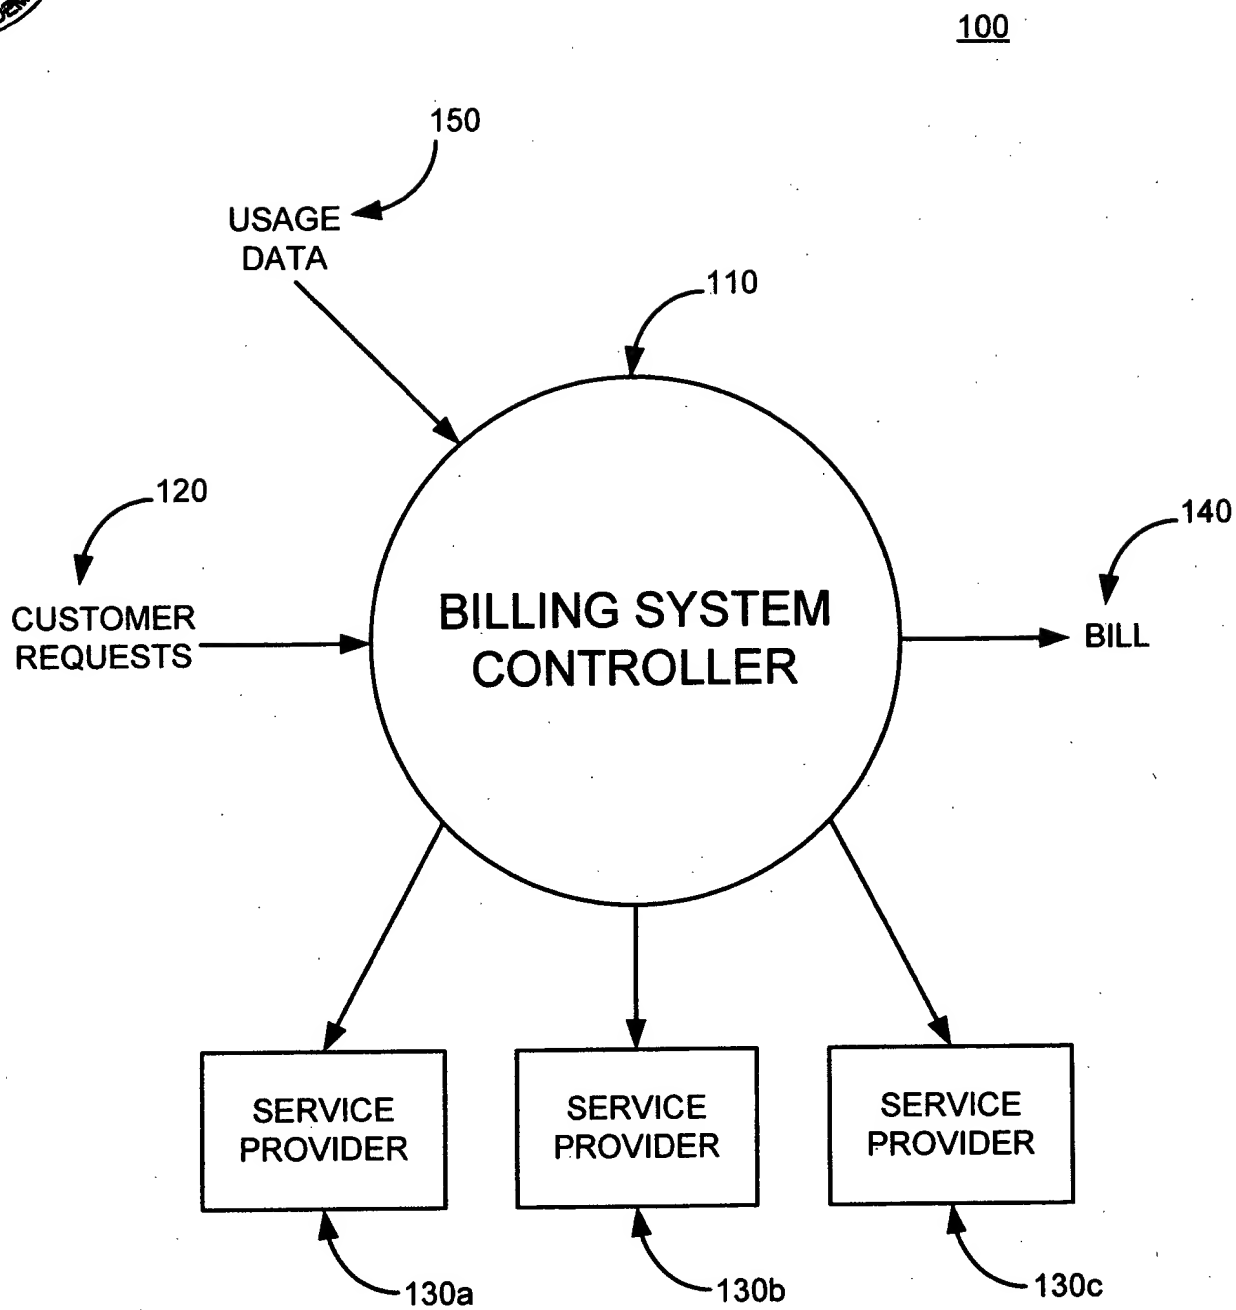 100
150
USAGE
DATA
110
120
140
CUSTOMER
REQUESTS
BILLING SYSTEM
CONTROLLER
BILL
SERVICE
PROVIDER
SERVICE
PROVIDER
SERVICE
PROVIDER
130a
130b
130c